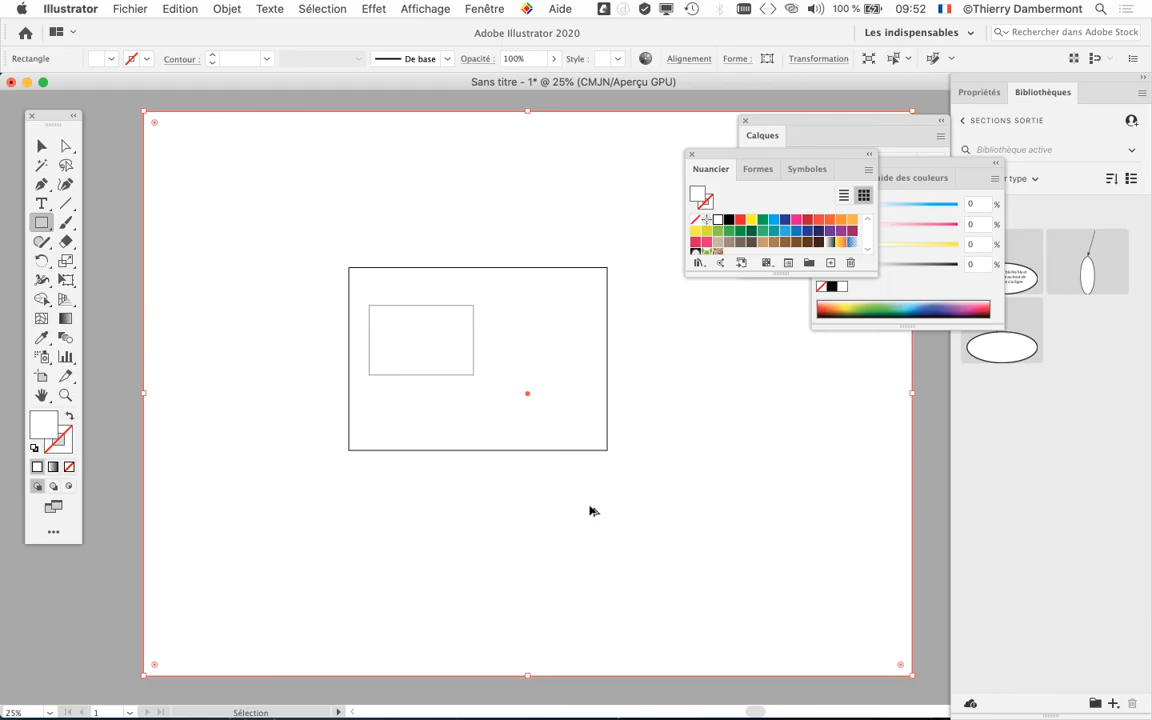 Illustrator Fichier Edition Objet Texte Sélection Effet Affichage Fenêtre Aide 100 % 09:52 @Thierry Dambermont
Adobe Illustrator 2020 Les indispensables Rechercher dans Adobe Stock
Rectangle Contour : De base Opacité : 100% Style : Alignement Forme : Transformation
Sans titre - 1* @ 25% (CMJN/Aperçu GPU)
Propriétés Bibliothèques
SECTIONS SORTIE
Calques
Bibliothèque active
Nuancier Formes Symboles
aide des couleurs
r type
0 %
0 %
0 %
0 %
25% 1 Sélection